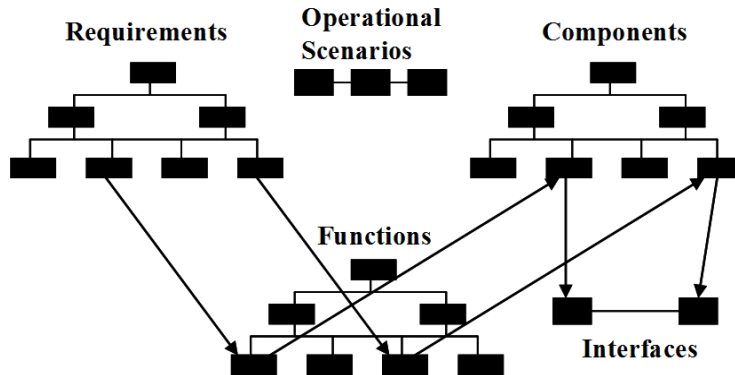 Requirements
Operational
Scenarios
Components
Functions
Interfaces